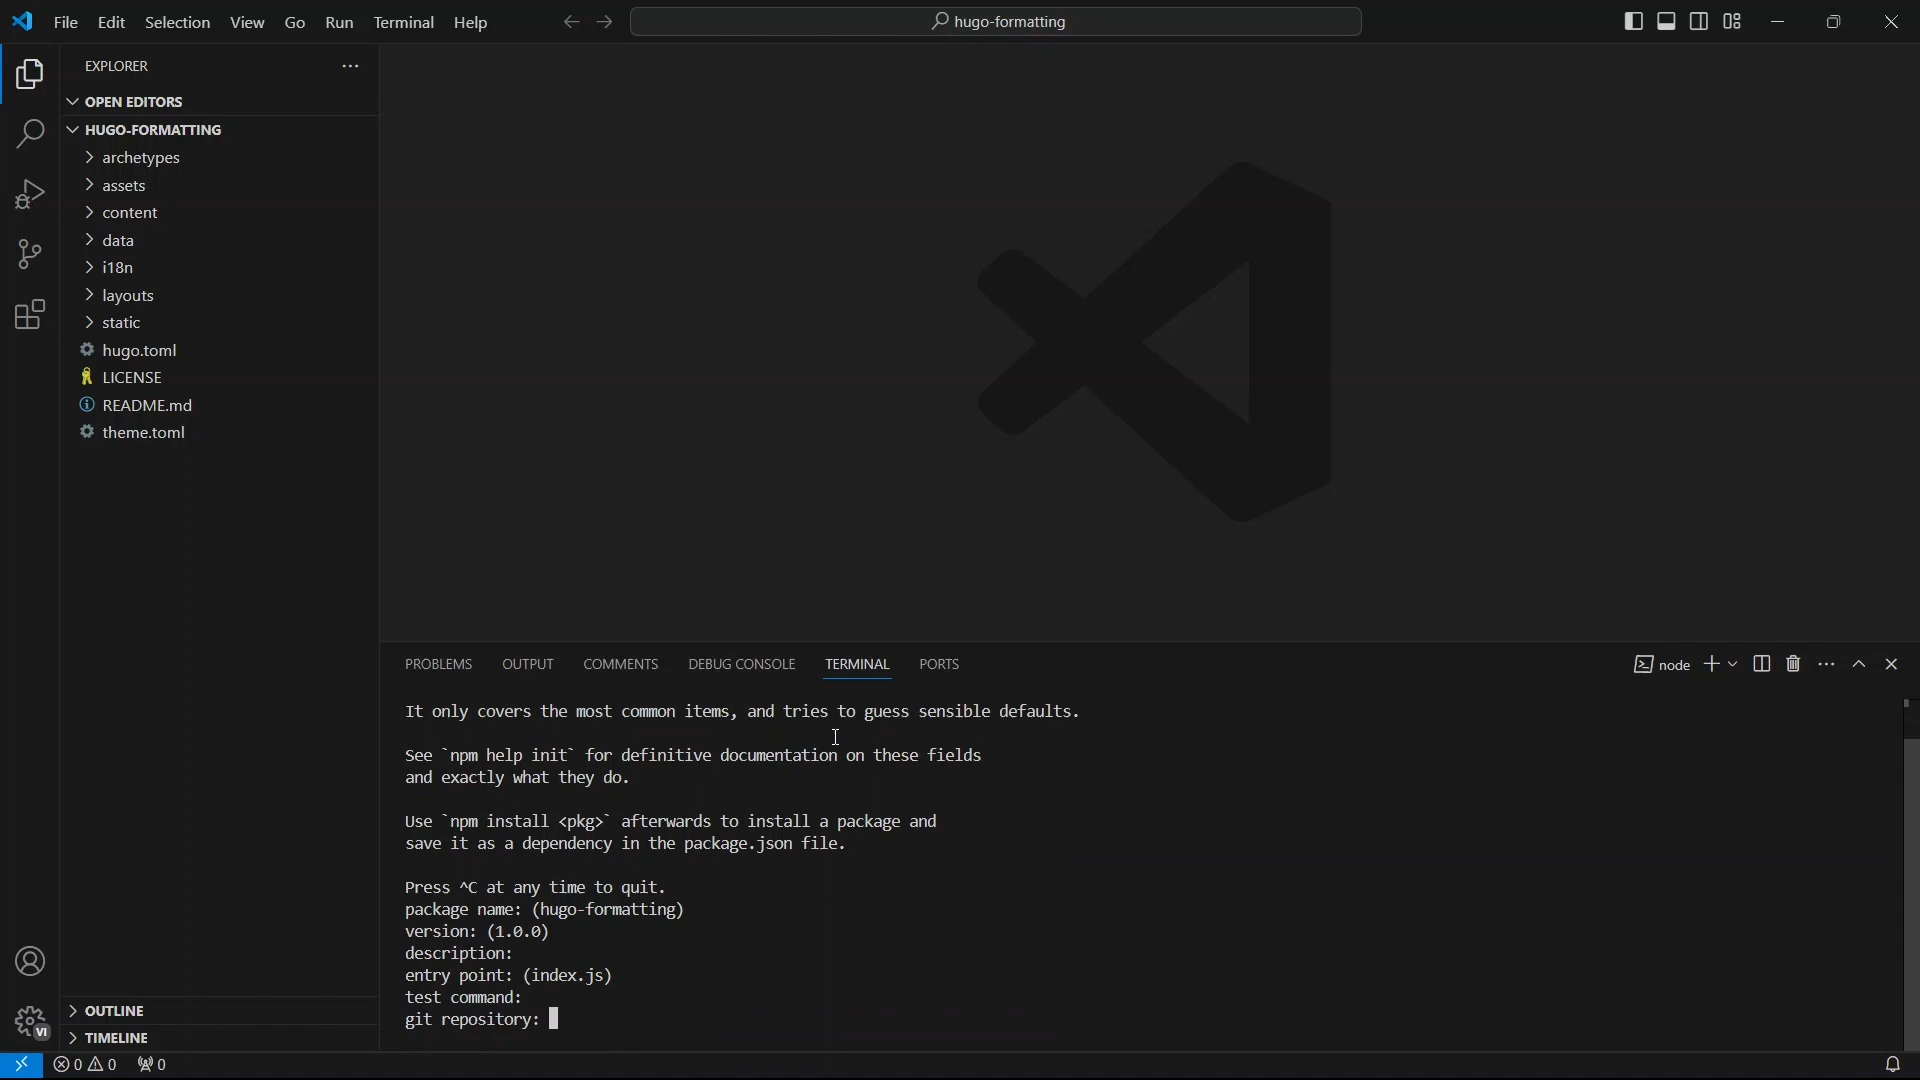 File Edit Selection View Go Run Terminal Help
hugo-formatting
EXPLORER
OPEN EDITORS
HUGO-FORMATTING
archetypes
assets
content
data
i18n
layouts
static
hugo.toml
LICENSE
README.md
theme.toml
OUTLINE
TIMELINE
PROBLEMS OUTPUT COMMENTS DEBUG CONSOLE TERMINAL PORTS
node
It only covers the most common items, and tries to guess sensible defaults.
See `npm help init` for definitive documentation on these fields
and exactly what they do.
Use `npm install <pkg>` afterwards to install a package and
save it as a dependency in the package.json file.
Press ^C at any time to quit.
package name: (hugo-formatting)
version: (1.0.0)
description:
entry point: (index.js)
test command:
git repository:
VI
0 0 0